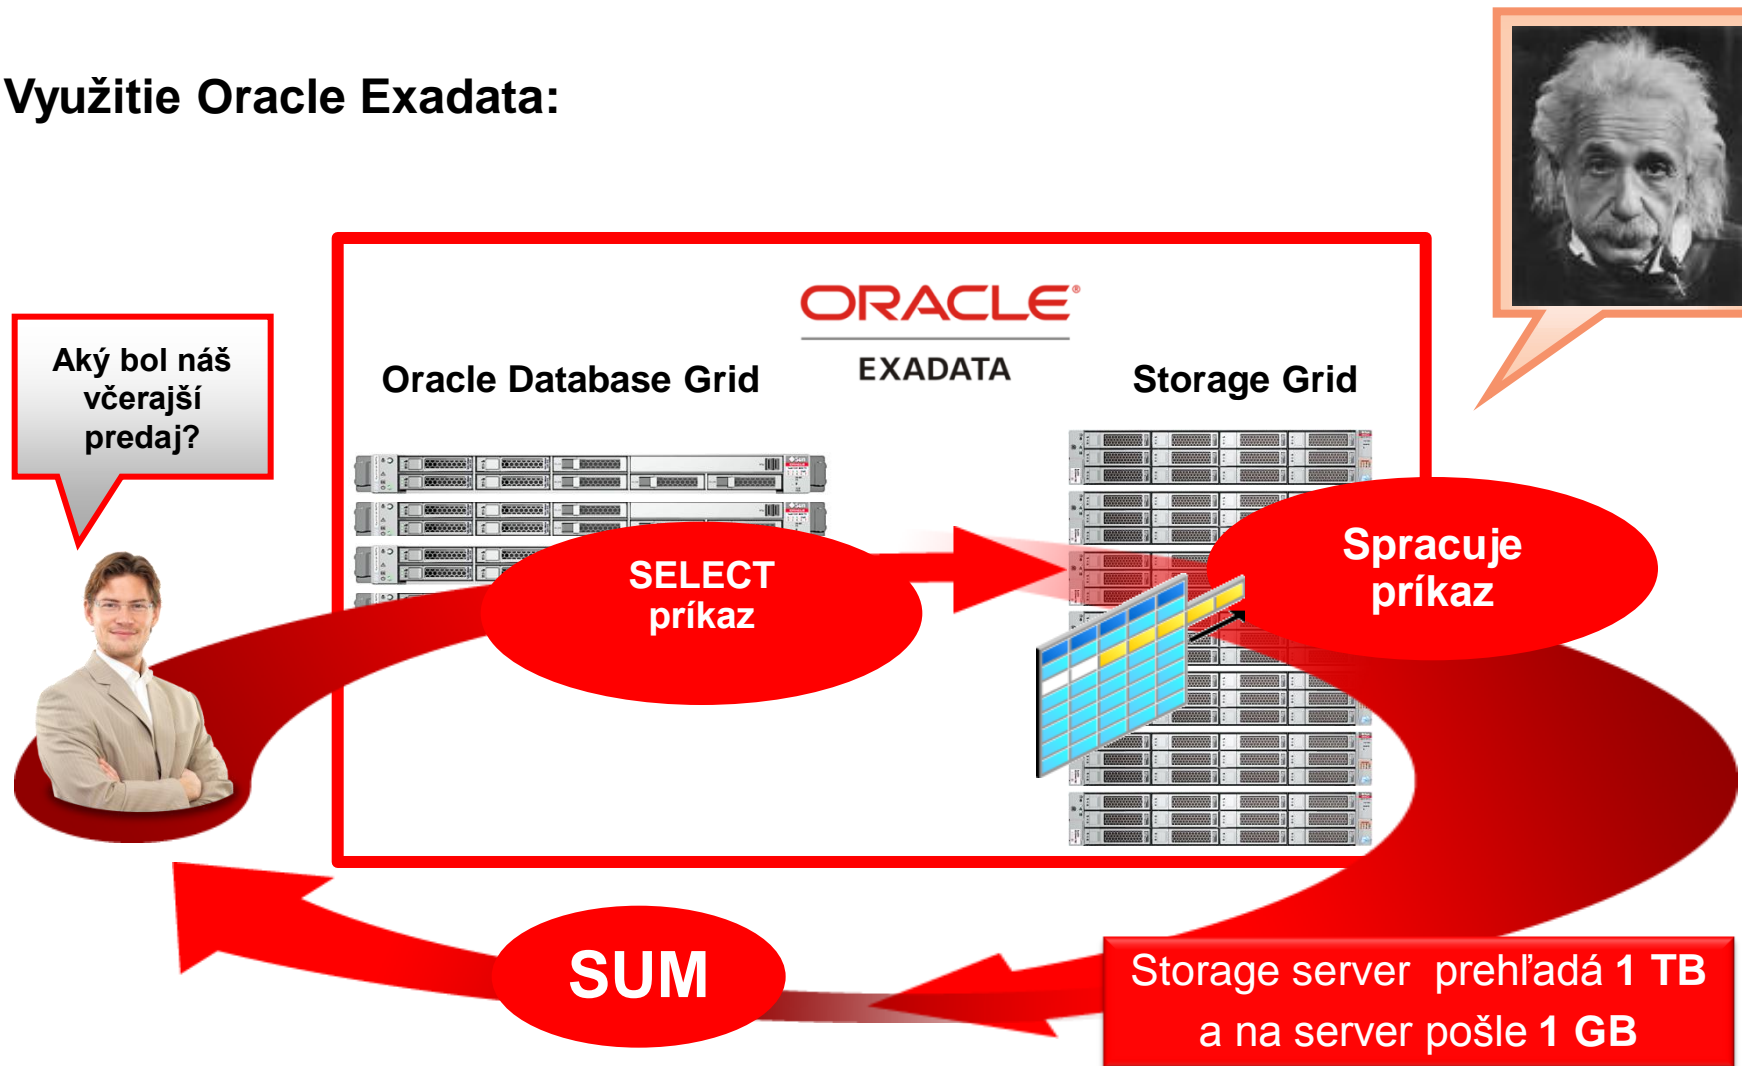 Využitie Oracle Exadata:
Aký bol náš
včerajší
predaj?
ORACLE®
EXADATA
Oracle Database Grid
Storage Grid
SELECT
príkaz
Spracuje
príkaz
SUM
Storage server prehľadá 1 TB
a na server pošle 1 GB